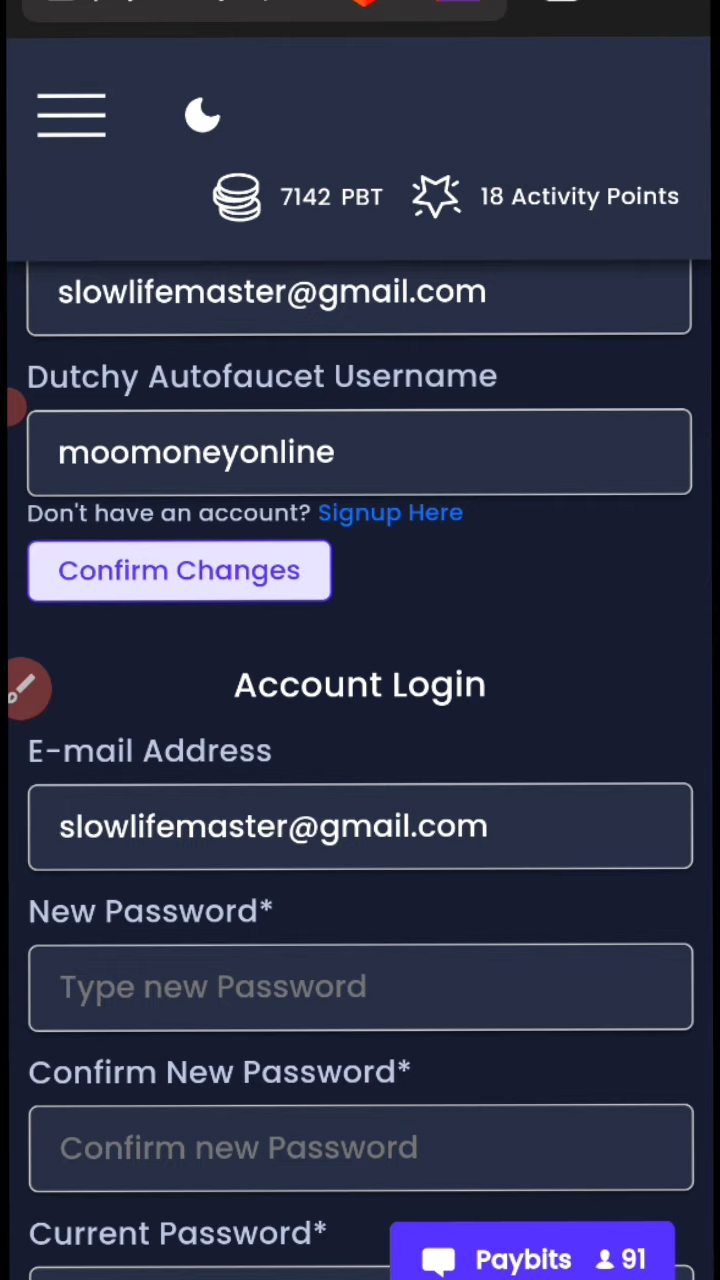 7142 PBT 18 Activity Points
slowlifemaster@gmail.com
Dutchy Autofaucet Username
moomoneyonline
Don't have an account? Signup Here
Confirm Changes
Account Login
E-mail Address
slowlifemaster@gmail.com
New Password*
Type new Password
Confirm New Password*
Confirm new Password
Current Password*
Paybits 91